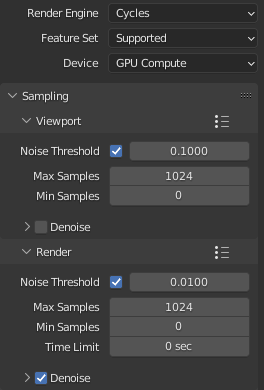 Render Engine Cycles
Feature Set Supported
Device GPU Compute
Sampling
Viewport
Noise Threshold 0.1000
Max Samples 1024
Min Samples 0
Denoise
Render
Noise Threshold 0.0100
Max Samples 1024
Min Samples 0
Time Limit 0 sec
Denoise